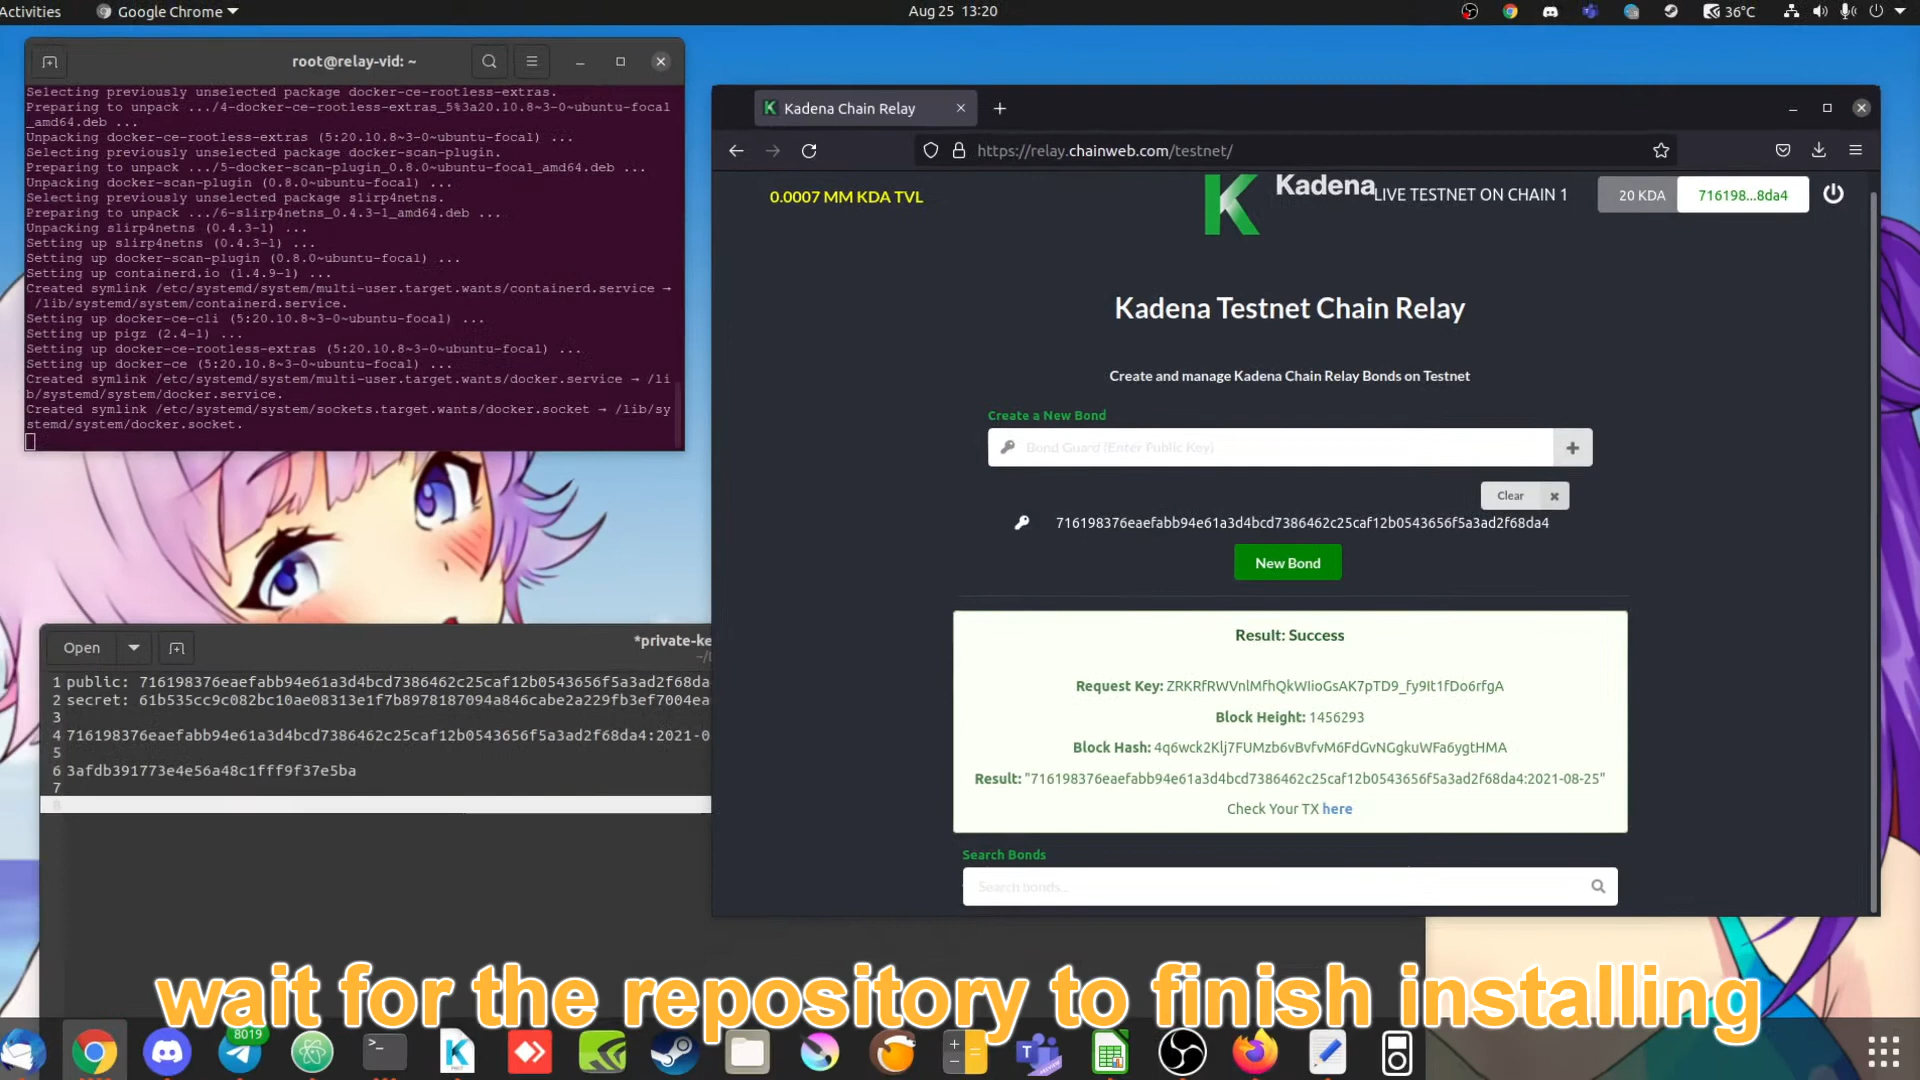 Activities
Google Chrome
Aug 25 13:20
36°C
root@relay-vid: ~
Selecting previously unselected package docker-ce-rootless-extras.
Preparing to unpack .../4-docker-ce-rootless-extras_5%3a20.10.8~3-0~ubuntu-focal
_amd64.deb ...
Unpacking docker-ce-rootless-extras (5:20.10.8~3-0~ubuntu-focal) ...
Selecting previously unselected package docker-scan-plugin.
Preparing to unpack .../5-docker-scan-plugin_0.8.0~ubuntu-focal_amd64.deb ...
Unpacking docker-scan-plugin (0.8.0~ubuntu-focal) ...
Selecting previously unselected package slirp4netns.
Preparing to unpack .../6-slirp4netns_0.4.3-1_amd64.deb ...
Unpacking slirp4netns (0.4.3-1) ...
Setting up slirp4netns (0.4.3-1) ...
Setting up docker-scan-plugin (0.8.0~ubuntu-focal) ...
Setting up containerd.io (1.4.9-1) ...
Created symlink /etc/systemd/system/multi-user.target.wants/containerd.service →
/lib/systemd/system/containerd.service.
Setting up docker-ce-cli (5:20.10.8~3-0~ubuntu-focal) ...
Setting up pigz (2.4-1) ...
Setting up docker-ce-rootless-extras (5:20.10.8~3-0~ubuntu-focal) ...
Setting up docker-ce (5:20.10.8~3-0~ubuntu-focal) ...
Created symlink /etc/systemd/system/multi-user.target.wants/docker.service → /li
b/systemd/system/docker.service.
Created symlink /etc/systemd/system/sockets.target.wants/docker.socket → /lib/sy
stemd/system/docker.socket.
Kadena Chain Relay
https://relay.chainweb.com/testnet/
0.0007 MM KDA TVL
Kadena
LIVE TESTNET ON CHAIN 1
20 KDA
716198...8da4
Kadena Testnet Chain Relay
Create and manage Kadena Chain Relay Bonds on Testnet
Create a New Bond
Bond Guard (Enter Public Key)
Clear
716198376eaefabb94e61a3d4bcd7386462c25caf12b0543656f5a3ad2f68da4
New Bond
Result: Success
Request Key: ZRKRfRWVnlMfhQkWIioGsAK7pTD9_fy9It1fDo6rfgA
Block Height: 1456293
Block Hash: 4q6wck2Klj7FUMzb6vBvfvM6FdGvNGgkuWFa6ygtHMA
Result: "716198376eaefabb94e61a3d4bcd7386462c25caf12b0543656f5a3ad2f68da4:2021-08-25"
Check Your TX here
Search Bonds
Search bonds...
Open
*private-ke
1 public: 716198376eaefabb94e61a3d4bcd7386462c25caf12b0543656f5a3ad2f68da
2 secret: 61b535cc9c082bc10ae08313e1f7b8978187094a846cabe2a229fb3ef7004ea
3
4 716198376eaefabb94e61a3d4bcd7386462c25caf12b0543656f5a3ad2f68da4:2021-0
5
6 3afdb391773e4e56a48c1fff9f37e5ba
7
8
wait for the repository to finish installing
8019